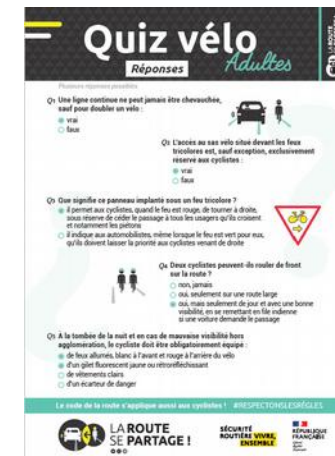 Quiz vélo
Réponses
Adultes
Plusieurs réponses possibles
Q1 Une ligne continue ne peut jamais être chevauchée,
sauf pour doubler un vélo :
vrai
faux
Q2 L'accès au sas vélo situé devant les feux
tricolores est, sauf exception, exclusivement
réservé aux cyclistes :
vrai
faux
Q3 Que signifie ce panneau implanté sous un feu tricolore ?
il permet aux cyclistes, quand le feu est rouge, de tourner à droite,
sous réserve de céder le passage à tous les usagers qu'ils croisent
et notamment les piétons
il indique aux automobilistes, même lorsque le feu est vert pour eux,
qu'ils doivent laisser la priorité aux cyclistes venant de droite
Q4 Deux cyclistes peuvent-ils rouler de front
sur la route ?
non, jamais
oui, seulement sur une route large
oui, mais seulement de jour et avec une bonne
visibilité, en se remettant en file indienne
si une voiture demande le passage
Q5 À la tombée de la nuit et en cas de mauvaise visibilité hors
agglomération, le cycliste doit être obligatoirement équipé :
de feux allumés, blanc à l'avant et rouge à l'arrière du vélo
d'un gilet fluorescent jaune ou rétroréfléchissant
de vêtements clairs
d'un écarteur de danger
Le code de la route s'applique aussi aux cyclistes ! #RESPECTONSLESRÈGLES
LA ROUTE
SE PARTAGE !
SÉCURITÉ
ROUTIÈRE VIVRE,
ENSEMBLE
RÉPUBLIQUE
FRANÇAISE